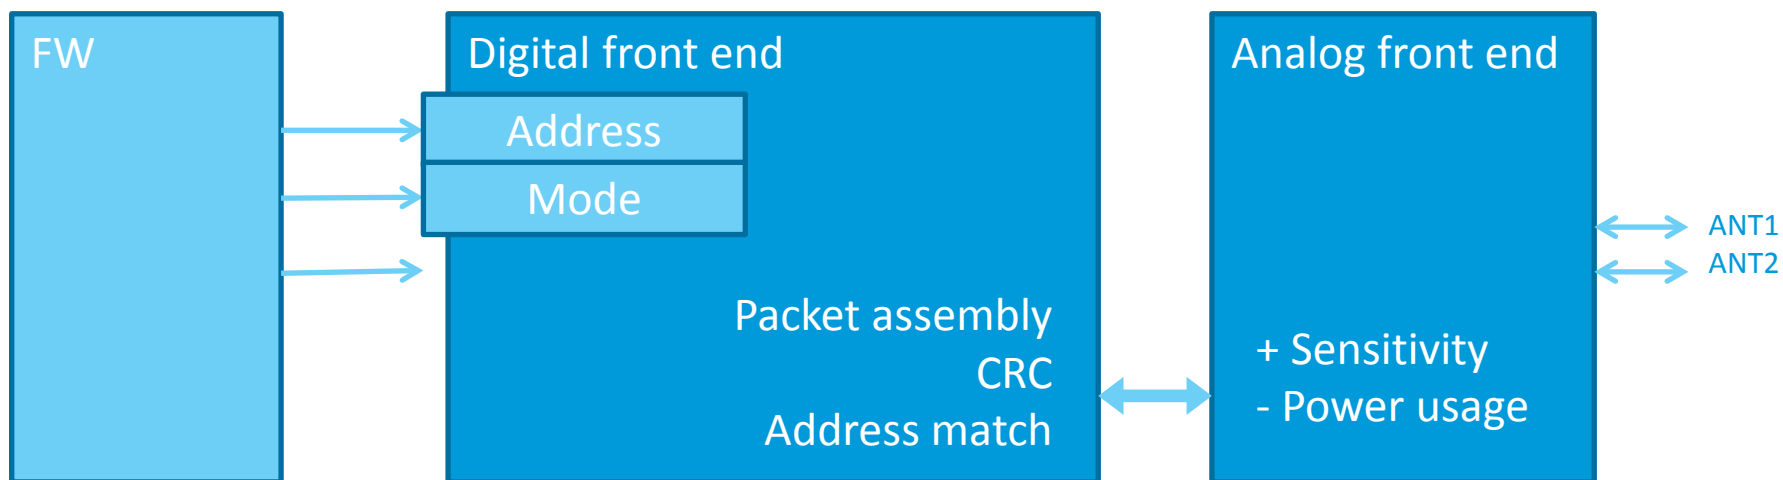 FW
Digital front end
Address
Mode
Packet assembly
CRC
Address match
Analog front end
+ Sensitivity
- Power usage
ANT1
ANT2